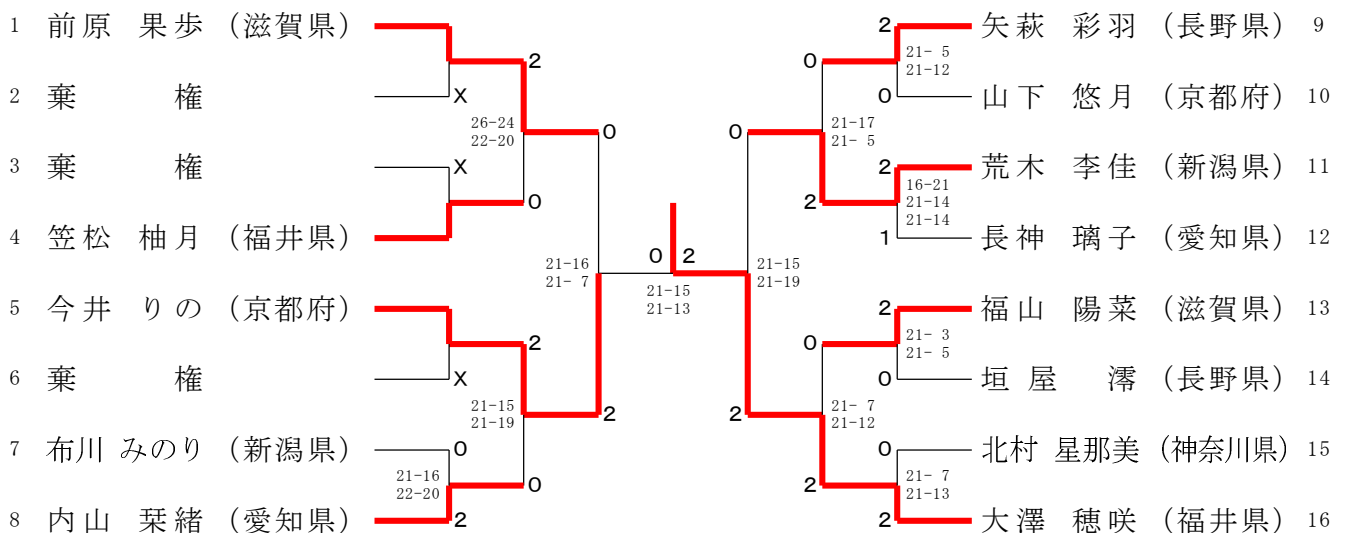 1 前原 果歩 (滋賀県)
2
2 棄 権
X
26-24
22-20
0
3 棄 権
X
0
4 笠松 柚月 (福井県)
21-16
21- 7
5 今井 りの (京都府)
2
6 棄 権
X
21-15
21-19
2
7 布川 みのり (新潟県)
0
21-16
22-20
0
8 内山 栞緒 (愛知県)
2
0 2
21-15
21-13
2 矢萩 彩羽 (長野県) 9
21- 5
21-12
0
0 山下 悠月 (京都府) 10
21-17
21- 5
0
2 荒木 李佳 (新潟県) 11
16-21
21-14
21-14
2
1 長神 璃子 (愛知県) 12
21-15
21-19
2 福山 陽菜 (滋賀県) 13
21- 3
21- 5
0
0 垣屋 澪 (長野県) 14
21- 7
21-12
2
0 北村 星那美 (神奈川県) 15
21- 7
21-13
2
2 大澤 穂咲 (福井県) 16